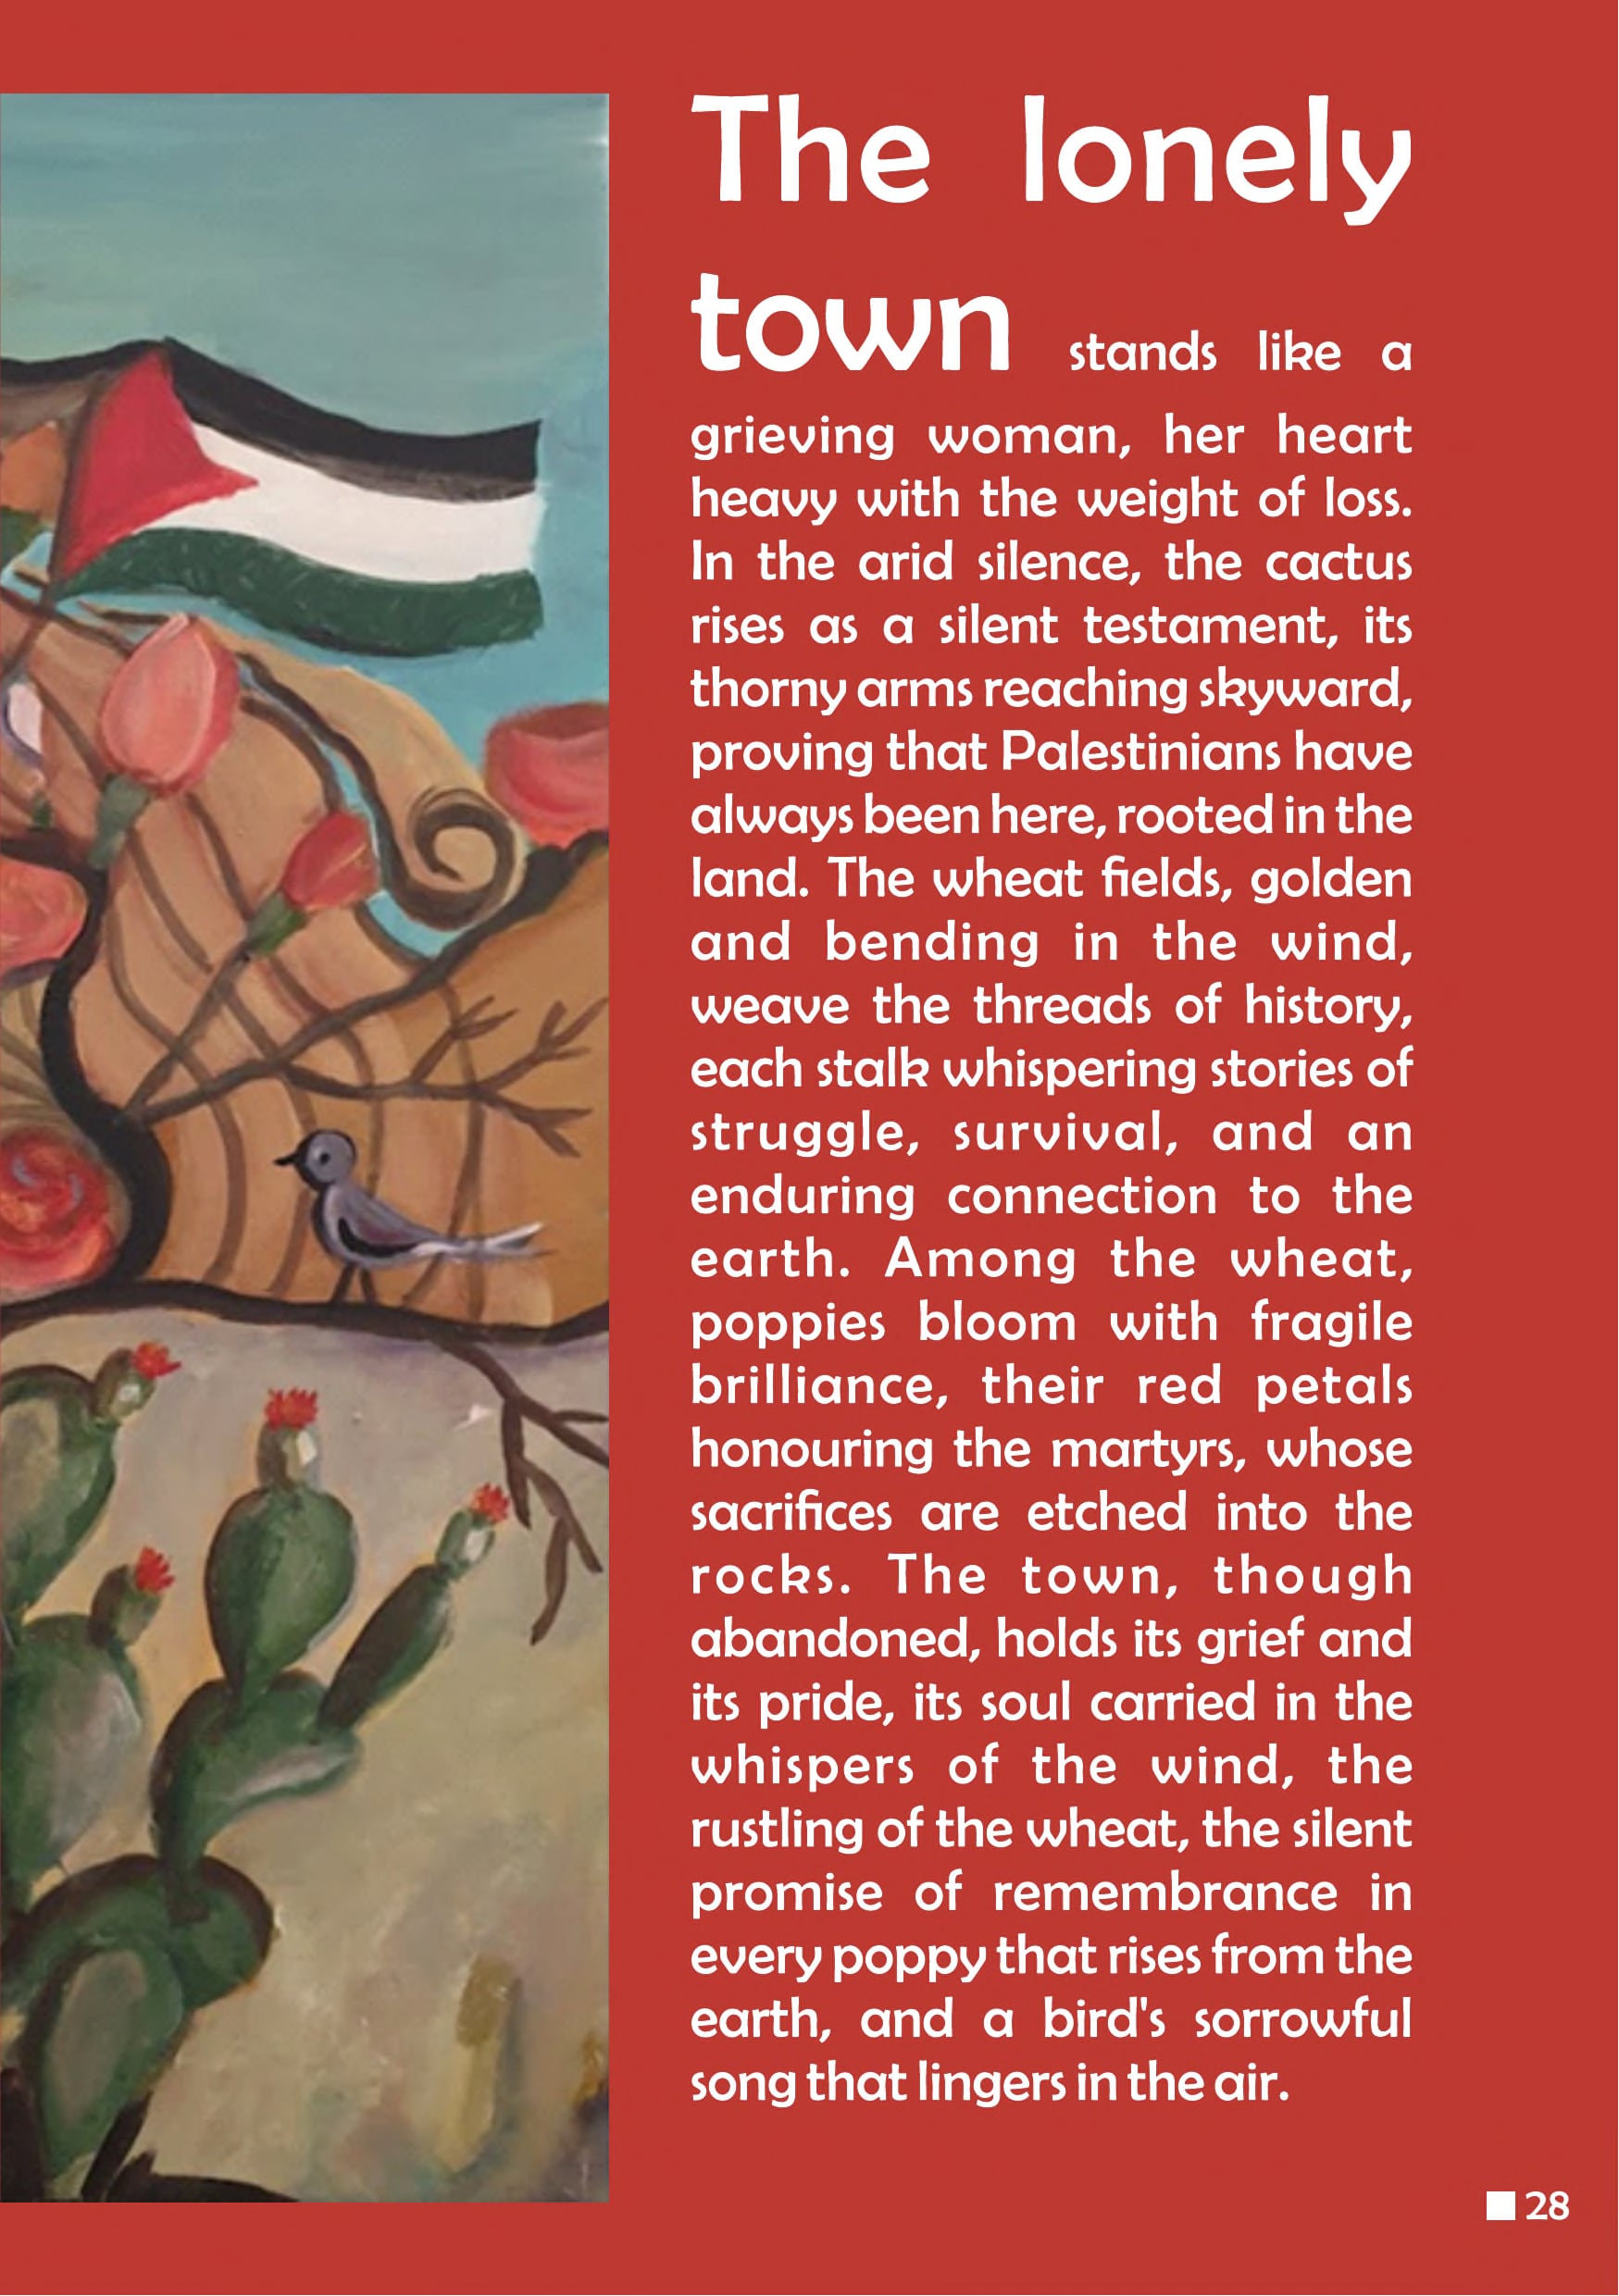 The lonely
town stands like a
grieving woman, her heart
heavy with the weight of loss.
In the arid silence, the cactus
rises as a silent testament, its
thorny arms reaching skyward,
proving that Palestinians have
always been here, rooted in the
land. The wheat fields, golden
and bending in the wind,
weave the threads of history,
each stalk whispering stories of
struggle, survival, and an
enduring connection to the
earth. Among the wheat,
poppies bloom with fragile
brilliance, their red petals
honouring the martyrs, whose
sacrifices are etched into the
rocks. The town, though
abandoned, holds its grief and
its pride, its soul carried in the
whispers of the wind, the
rustling of the wheat, the silent
promise of remembrance in
every poppy that rises from the
earth, and a bird's sorrowful
song that lingers in the air.
28